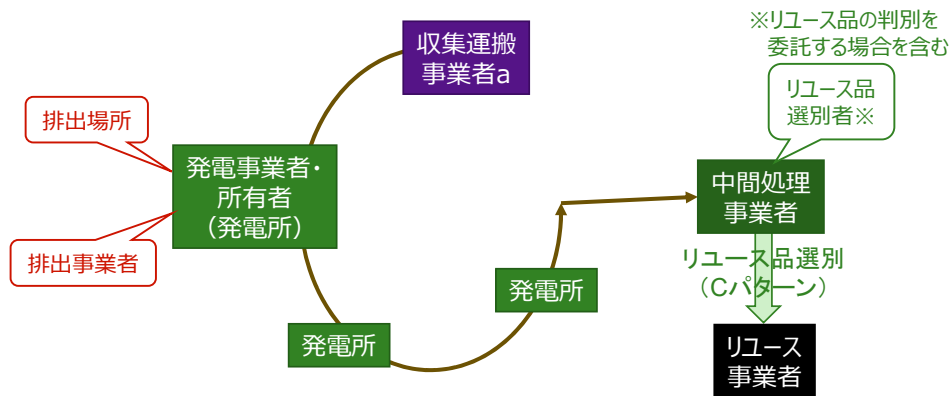 ※リユース品の判別を
委託する場合を含む
収集運搬
事業者a
リユース品
選別者※
排出場所
発電事業者・
所有者
（発電所）
中間処理
事業者
排出事業者
リユース品選別
（Cパターン）
発電所
発電所
リユース
事業者